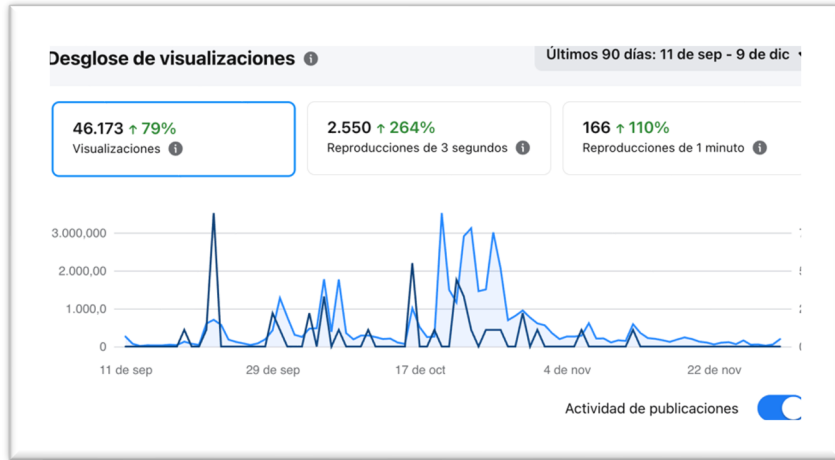 Desglose de visualizaciones
Últimos 90 días: 11 de sep - 9 de dic
46.173 ↑ 79%
Visualizaciones
2.550 ↑ 264%
Reproducciones de 3 segundos
166 ↑ 110%
Reproducciones de 1 minuto
3.000,000
2.000,00
1.000,0
0
11 de sep
29 de sep
17 de oct
4 de nov
22 de nov
Actividad de publicaciones